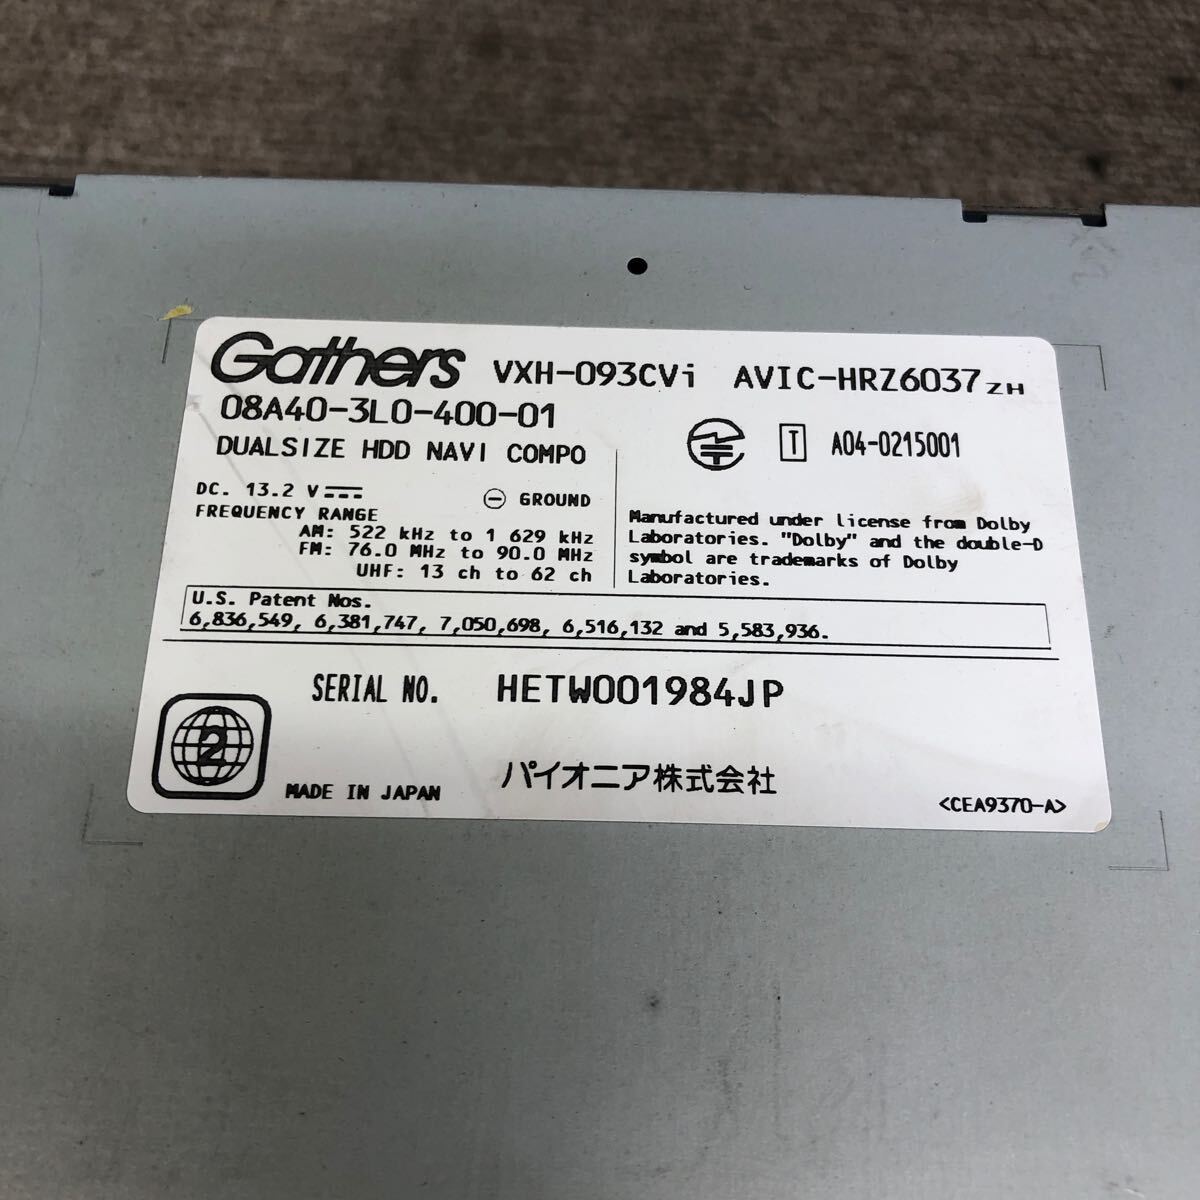 Gathers VXH-093CVi AVIC-HRZ6037ZH
08A40-3L0-400-01
DUALSIZE HDD NAVI COMPO
T A04-0215001
DC. 13.2 V
GROUND
FREQUENCY RANGE
AM: 522 kHz to 1 629 kHz
FM: 76.0 MHz to 90.0 MHz
UHF: 13 ch to 62 ch
Manufactured under license from Dolby
Laboratories. "Dolby" and the double-D
symbol are trademarks of Dolby
Laboratories.
U.S. Patent Nos.
6,836,549, 6,381,747, 7,050,698, 6,516,132 and 5,583,936.
SERIAL NO. HETW001984JP
2
MADE IN JAPAN
パイオニア株式会社
<CEA9370-A>